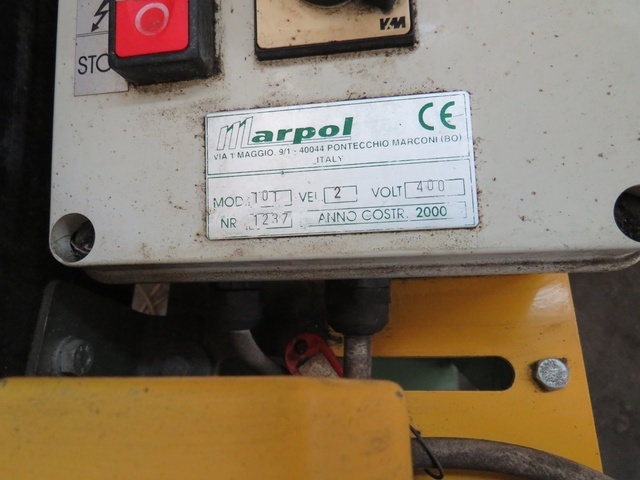 STO
VM
Marpol
CE
VIA 1° MAGGIO, 9/1 - 40044 PONTECCHIO MARCONI (BO)
ITALY
MOD. 101 VEL 2 VOLT 400
NR 1237 ANNO COSTR. 2000